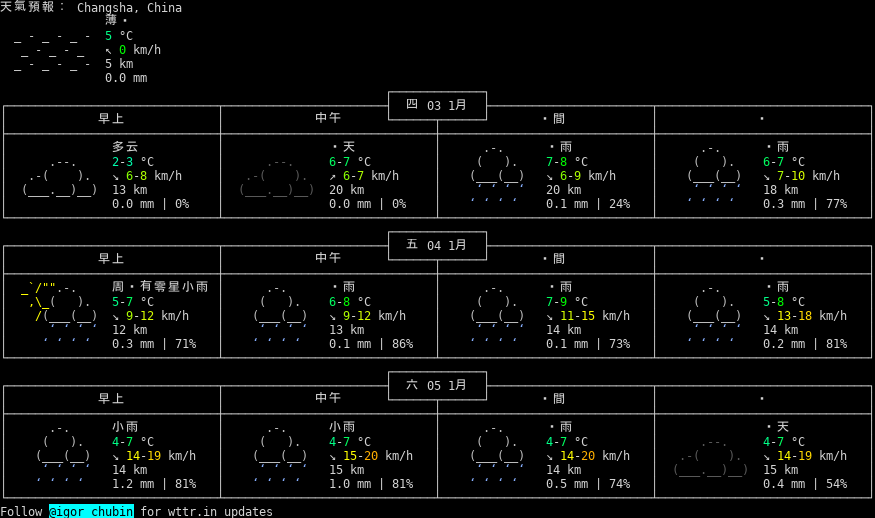 天氣預報： Changsha, China
薄・
5 °C
↖ 0 km/h
5 km
0.0 mm
四 03 1月
早上 中午 ・間 ・
多云 ・天 ・雨 ・雨
2-3 °C 6-7 °C 7-8 °C 6-7 °C
↘ 6-8 km/h ↗ 6-7 km/h ↘ 6-9 km/h ↘ 7-10 km/h
13 km 20 km 20 km 18 km
0.0 mm | 0% 0.0 mm | 0% 0.1 mm | 24% 0.3 mm | 77%
五 04 1月
早上 中午 ・間 ・
周・有零星小雨 ・雨 ・雨 ・雨
5-7 °C 6-8 °C 7-9 °C 5-8 °C
↘ 9-12 km/h ↘ 9-12 km/h ↘ 11-15 km/h ↘ 13-18 km/h
12 km 13 km 14 km 14 km
0.3 mm | 71% 0.1 mm | 86% 0.1 mm | 73% 0.2 mm | 81%
六 05 1月
早上 中午 ・間 ・
小雨 小雨 ・雨 ・天
4-7 °C 4-7 °C 4-7 °C 4-7 °C
↘ 14-19 km/h ↘ 15-20 km/h ↘ 14-20 km/h ↘ 14-19 km/h
14 km 15 km 14 km 15 km
1.2 mm | 81% 1.0 mm | 81% 0.5 mm | 74% 0.4 mm | 54%
Follow @igor_chubin for wttr.in updates